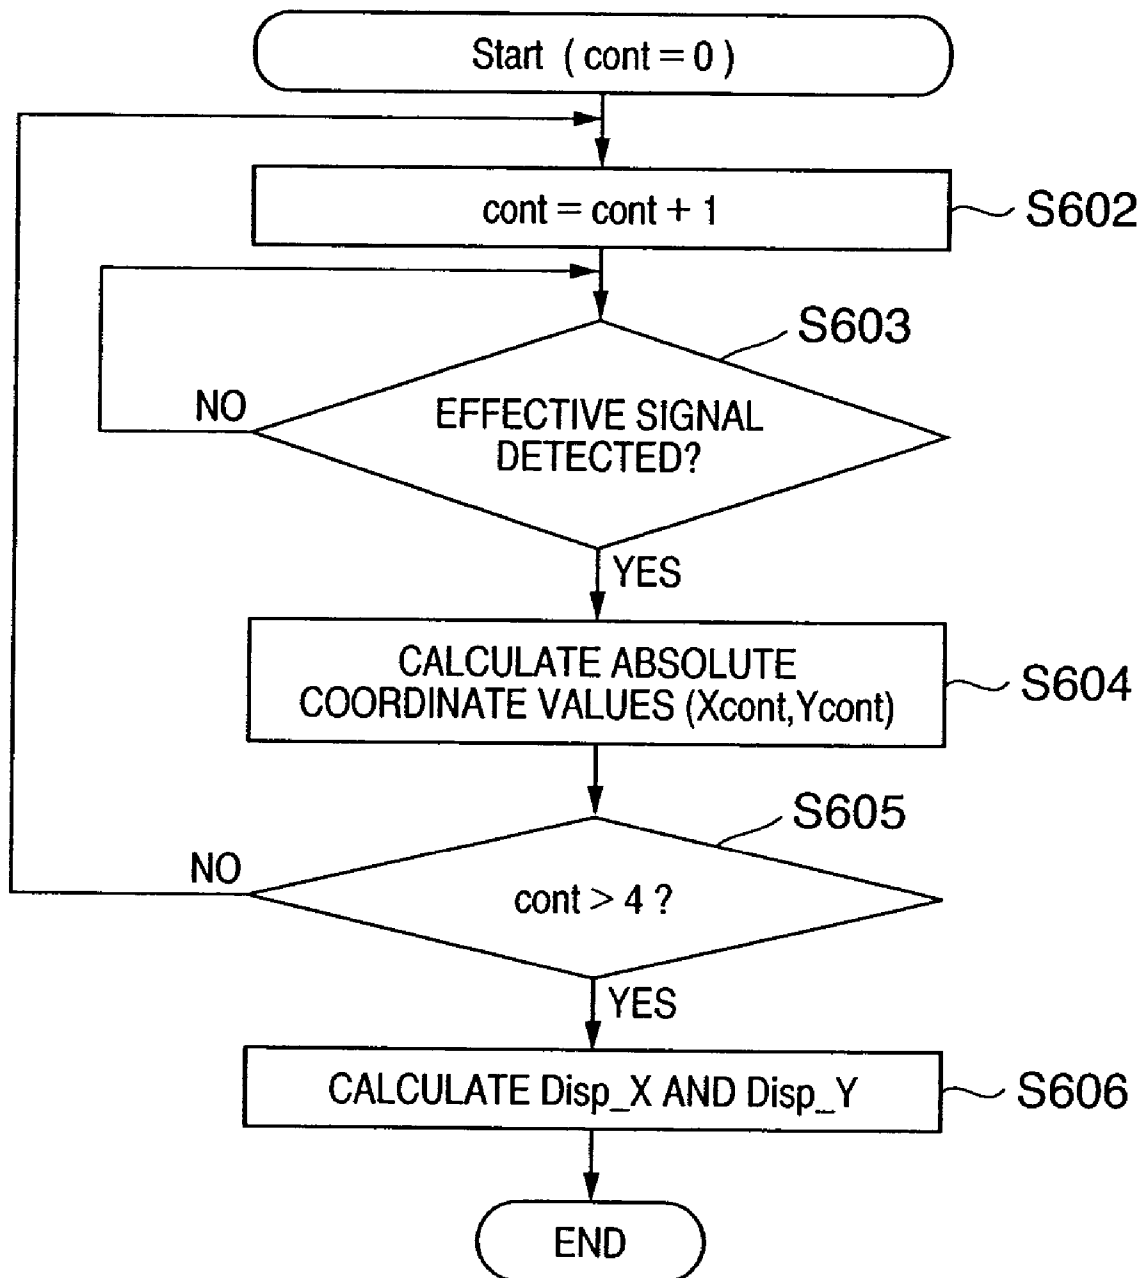 Start ( cont = 0 )
cont = cont + 1
S602
S603
NO
EFFECTIVE SIGNAL
DETECTED?
YES
CALCULATE ABSOLUTE
COORDINATE VALUES (Xcont,Ycont)
S604
S605
NO
cont > 4 ?
YES
CALCULATE Disp_X AND Disp_Y
S606
END